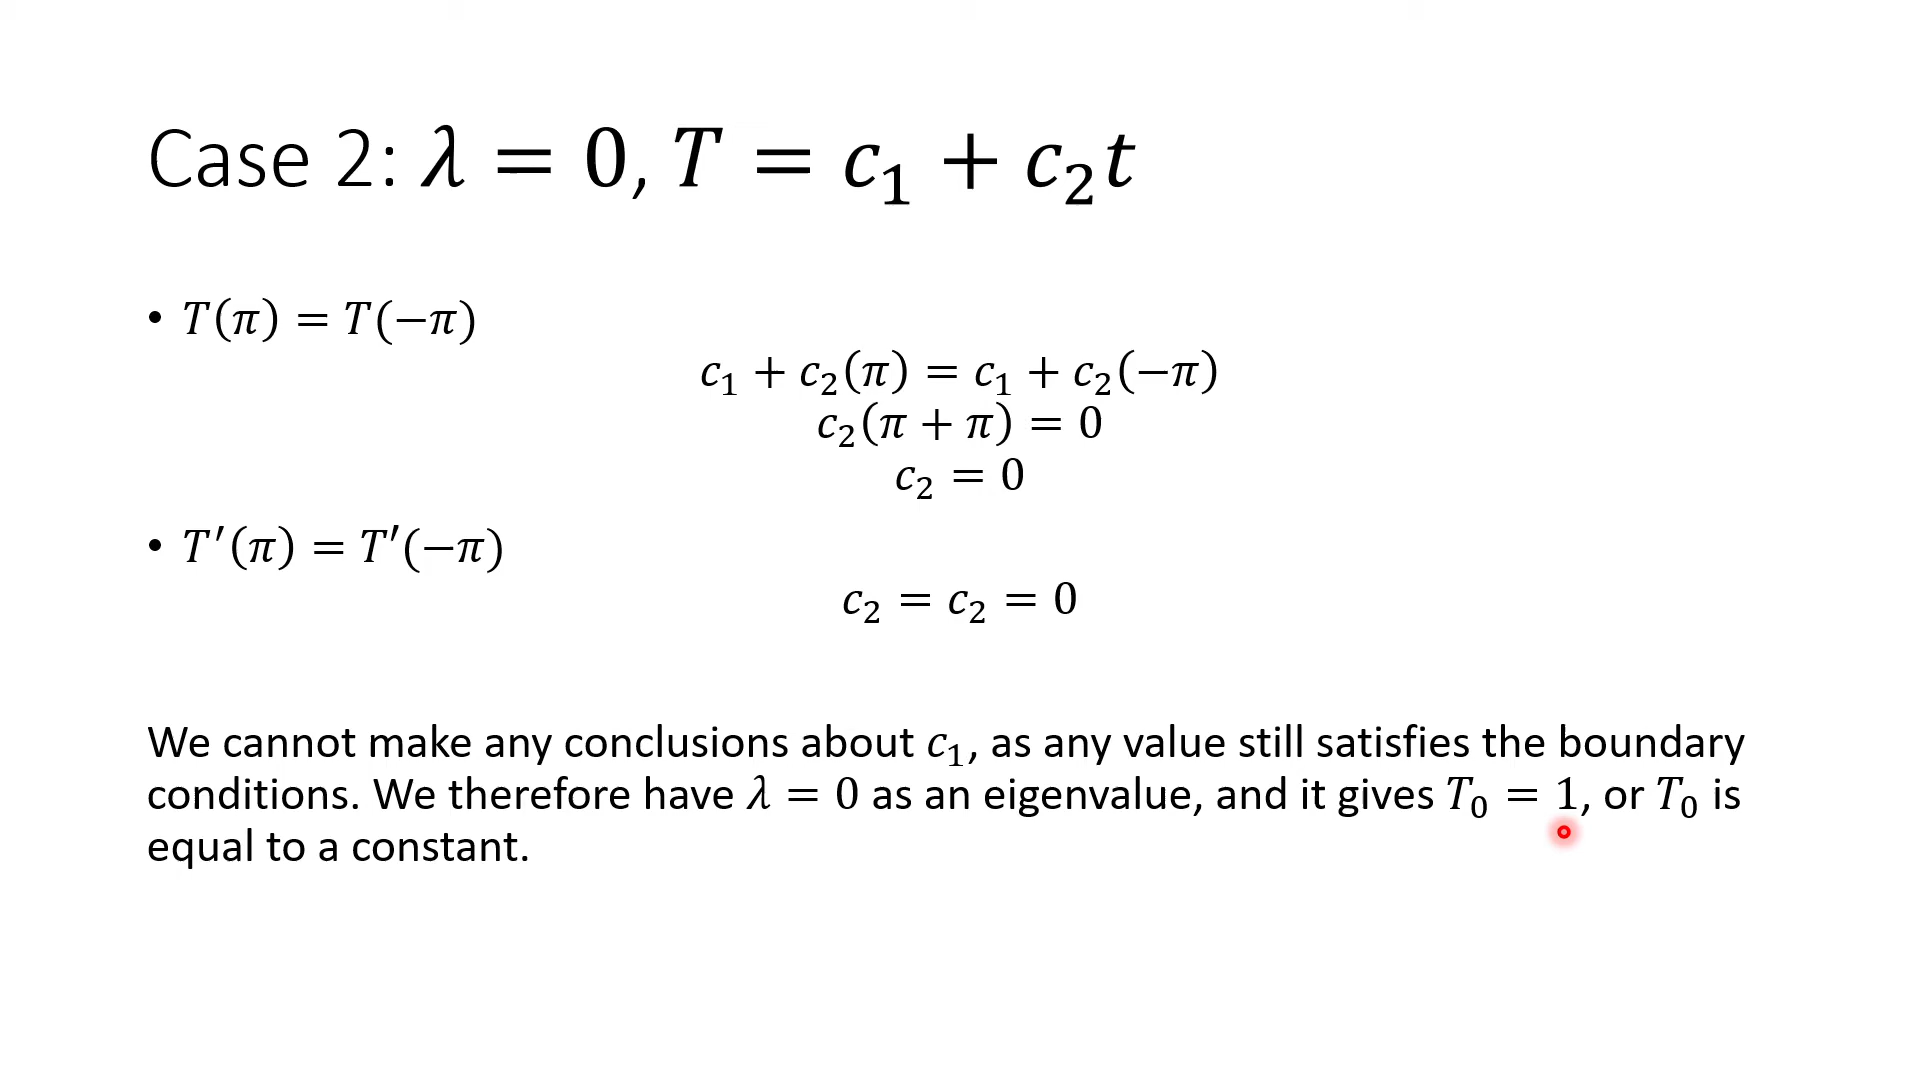 Case 2: λ = 0, T = c₁ + c₂t
• T(π) = T(−π)
c₁ + c₂(π) = c₁ + c₂(−π)
c₂(π + π) = 0
c₂ = 0
• T′(π) = T′(−π)
c₂ = c₂ = 0
We cannot make any conclusions about c₁, as any value still satisfies the boundary
conditions. We therefore have λ = 0 as an eigenvalue, and it gives T₀ = 1, or T₀ is
equal to a constant.